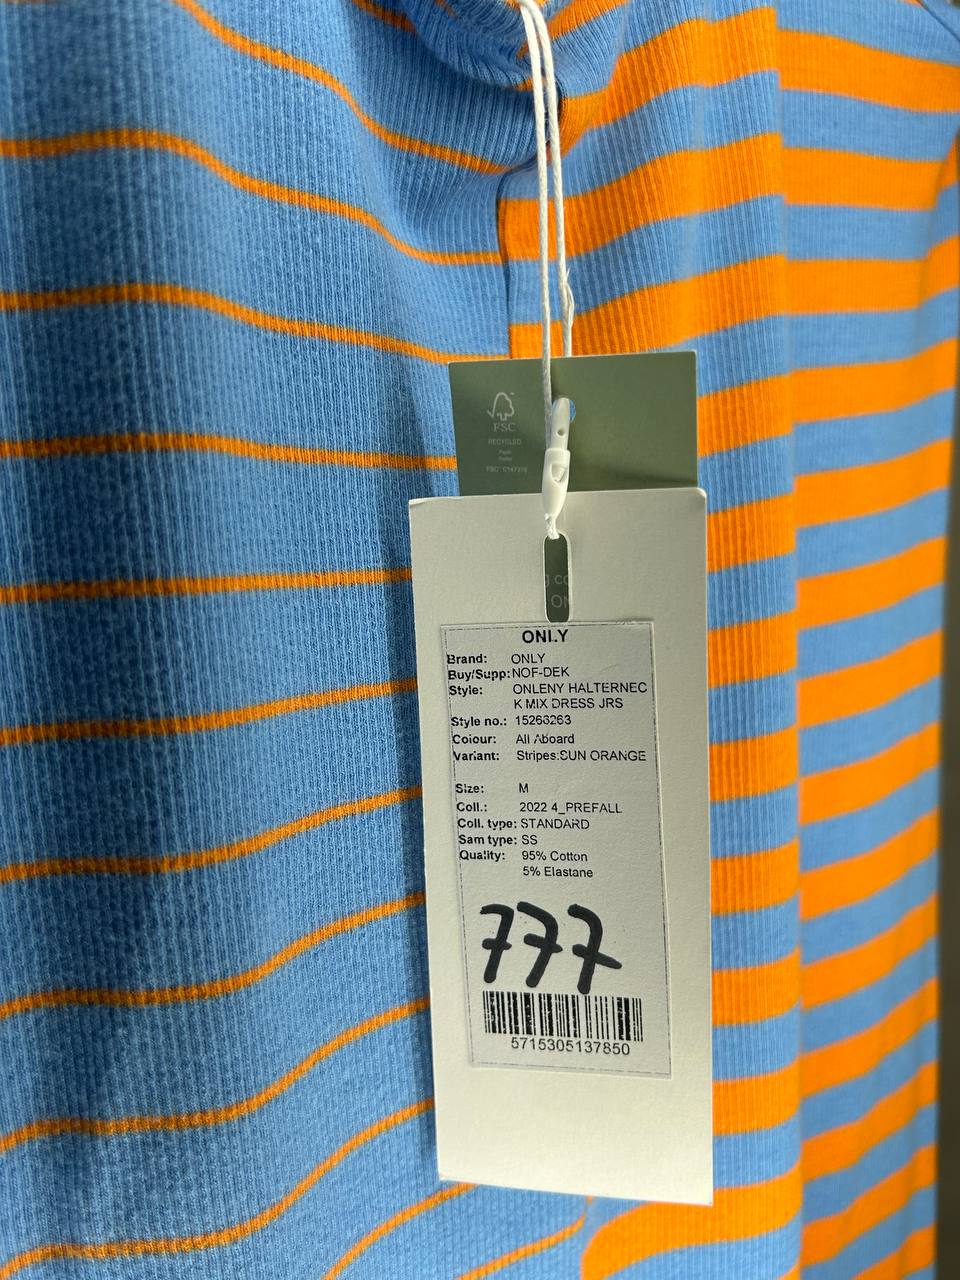 FSC
RECYCLED
ONLY
Brand: ONLY
Buy/Supp: NOF-DEK
Style: ONLENY HALTERNEC
K MIX DRESS JRS
Style no.: 15263263
Colour: All Aboard
Variant: Stripes:SUN ORANGE
Size: M
Coll.: 2022 4_PREFALL
Coll. type: STANDARD
Sam type: SS
Quality: 95% Cotton
5% Elastane
777
5715305137850